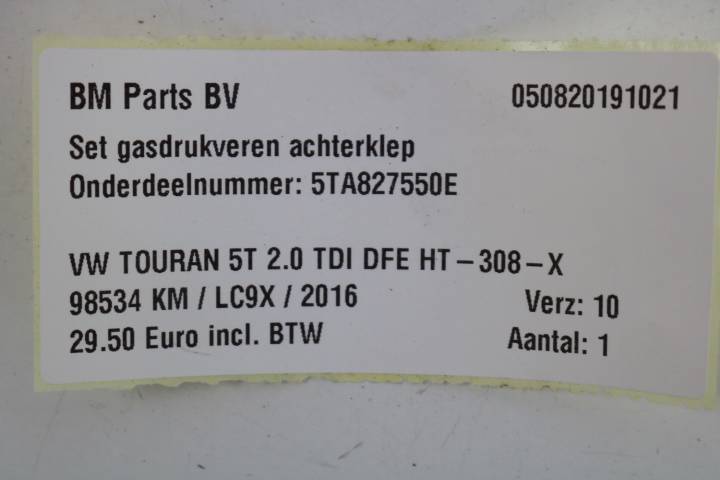 BM Parts BV 050820191021
Set gasdrukveren achterklep
Onderdeelnummer: 5TA827550E
VW TOURAN 5T 2.0 TDI DFE HT-308-X
98534 KM / LC9X / 2016 Verz: 10
29.50 Euro incl. BTW Aantal: 1